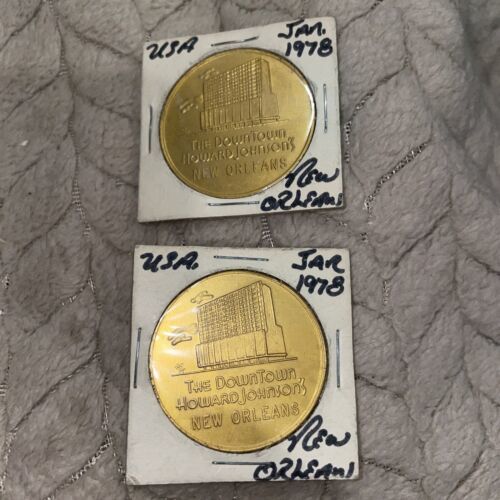 USA
JAN.
1978
THE DOWNTOWN
HOWARD JOHNSON'S
NEW ORLEANS
NEW
ORLEANS
USA.
JAN
1978
THE DOWNTOWN
HOWARD JOHNSON'S
NEW ORLEANS
NEW
ORLEANS